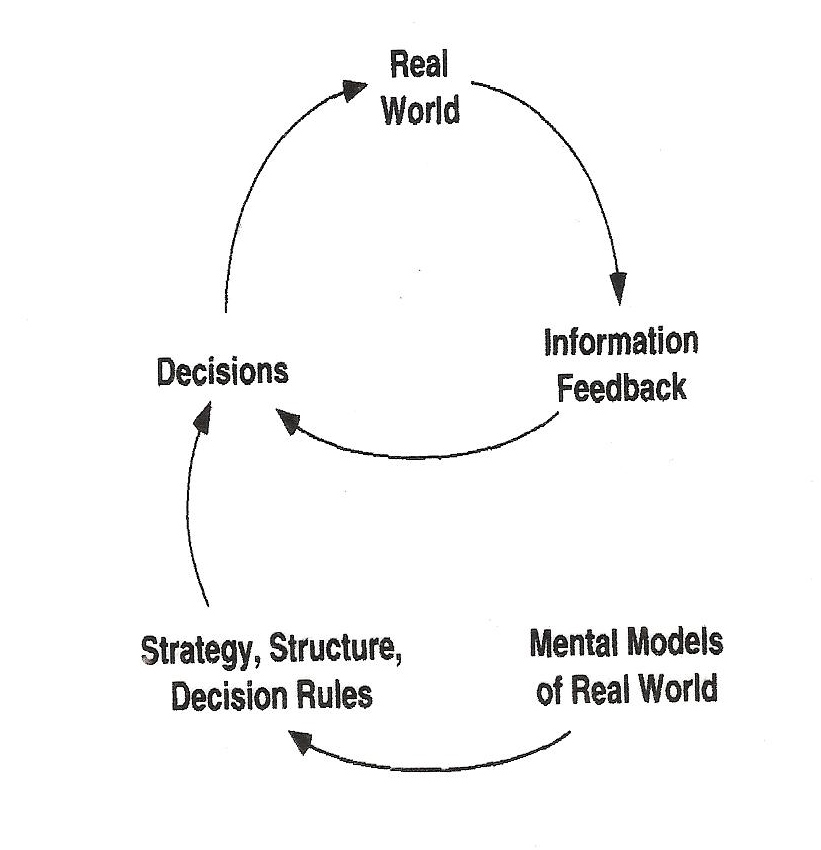 Real
World
Information
Feedback
Decisions
Strategy, Structure,
Decision Rules
Mental Models
of Real World